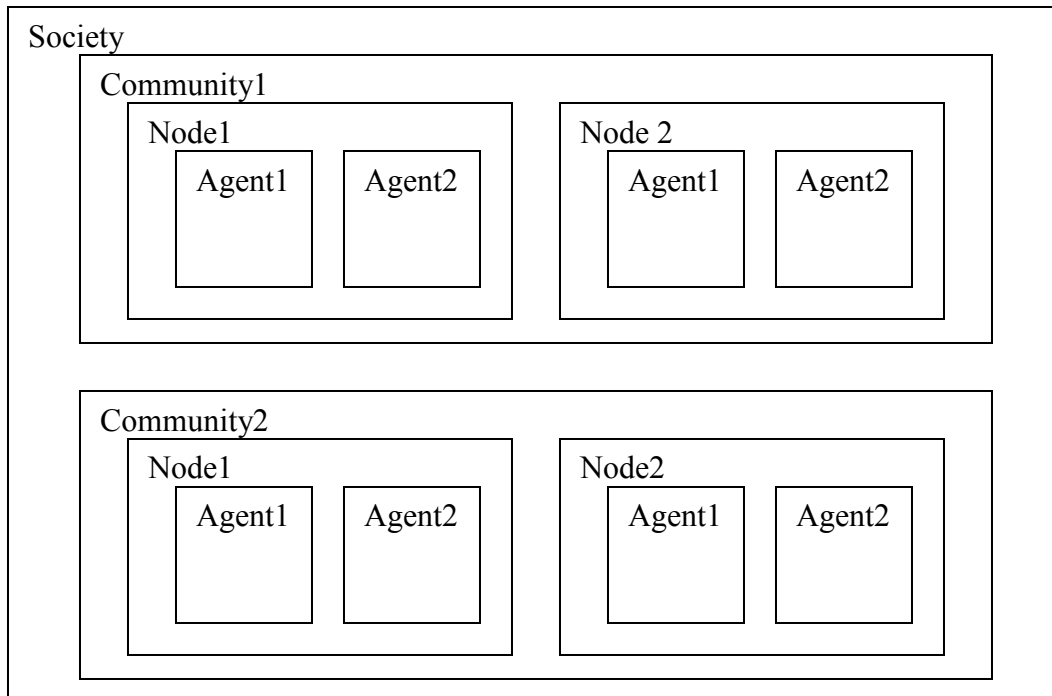 Society
Community1
Node1 Node 2
Agent1 Agent2 Agent1 Agent2
Community2
Node1 Node2
Agent1 Agent2 Agent1 Agent2